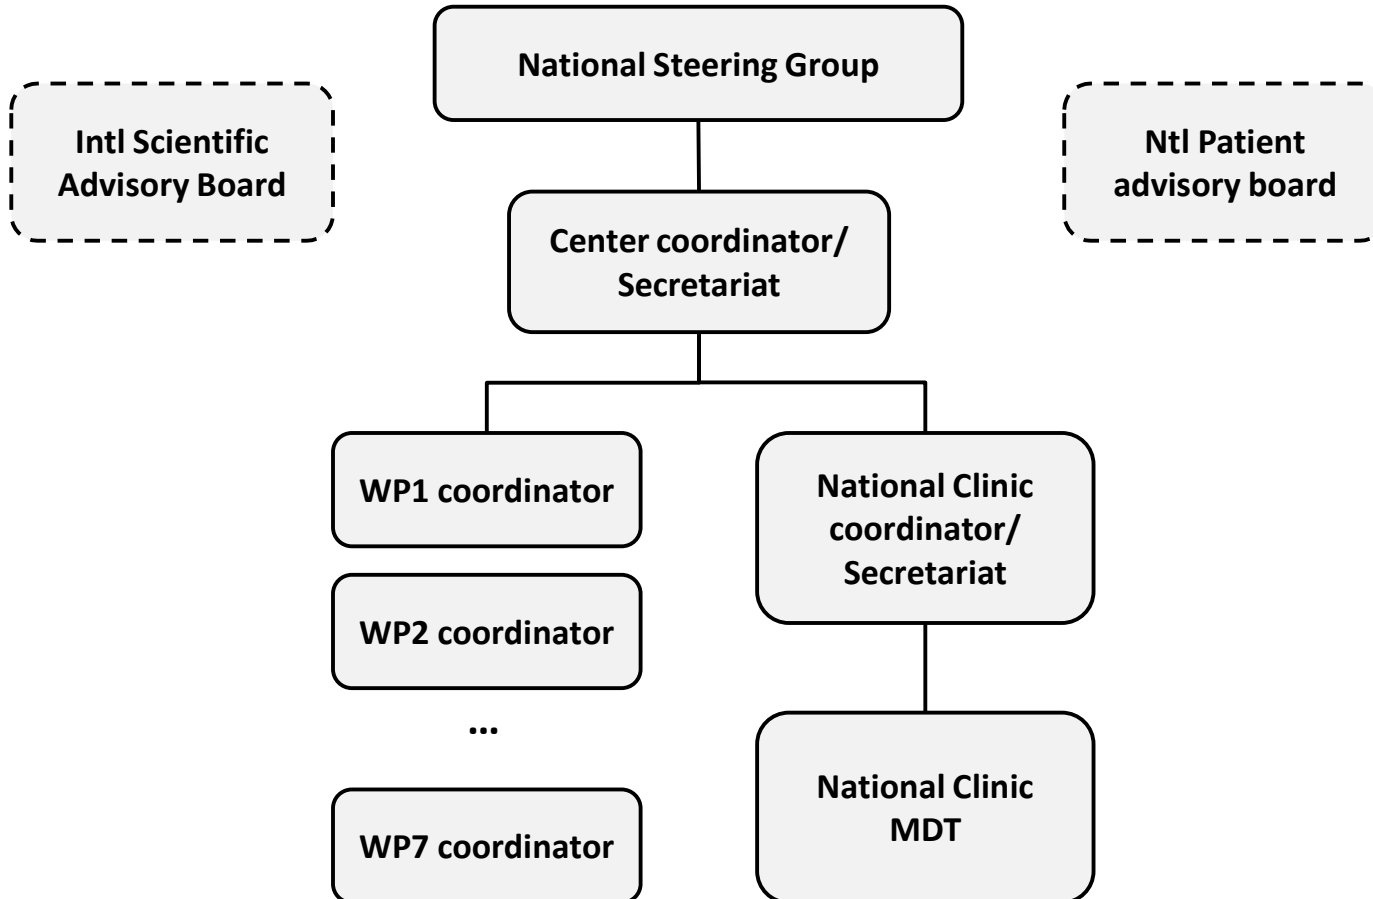 National Steering Group
Intl Scientific
Advisory Board
Ntl Patient
advisory board
Center coordinator/
Secretariat
WP1 coordinator
National Clinic
coordinator/
Secretariat
WP2 coordinator
...
WP7 coordinator
National Clinic
MDT